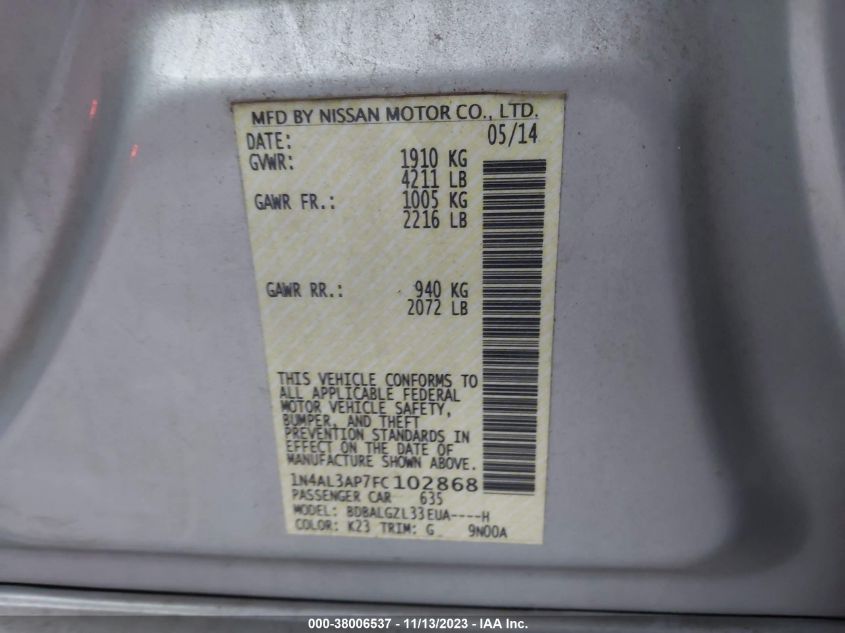 MFD BY NISSAN MOTOR CO., LTD.
DATE: 05/14
GVWR: 1910 KG
4211 LB
GAWR FR.: 1005 KG
2216 LB
GAWR RR.: 940 KG
2072 LB
THIS VEHICLE CONFORMS TO
ALL APPLICABLE FEDERAL
MOTOR VEHICLE SAFETY,
BUMPER, AND THEFT
PREVENTION STANDARDS IN
EFFECT ON THE DATE OF
MANUFACTURE SHOWN ABOVE.
1N4AL3AP7FC102868
PASSENGER CAR 635
MODEL: BDBALGZL33EUA----H
COLOR: K23 TRIM: G 9N00A
000-38006537 - 11/13/2023 - IAA Inc.